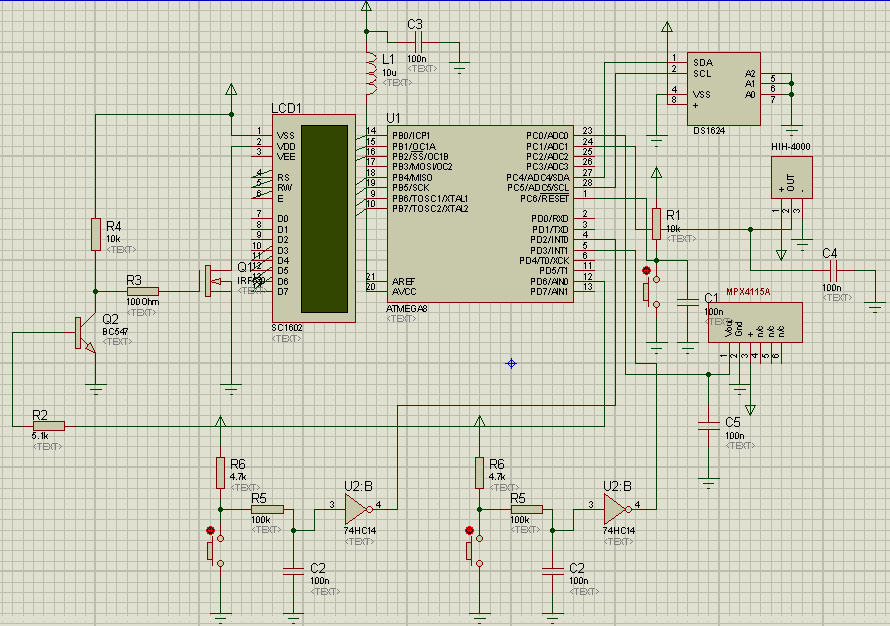 C3
100n
<TEXT>
L1
10u
<TEXT>
LCD1
1 VSS
2 VDD
3 VEE
4 RS
5 RW
6 E
7 D0
8 D1
9 D2
10 D3
11 D4
12 D5
13 D6
D7
SC1602
<TEXT>
U1
14 PB0/ICP1
15 PB1/OC1A
16 PB2/SS/OC1B
17 PB3/MOSI/OC2
18 PB4/MISO
19 PB5/SCK
9 PB6/TOSC1/XTAL1
10 PB7/TOSC2/XTAL2
21 AREF
20 AVCC
PC0/ADC0 23
PC1/ADC1 24
PC2/ADC2 25
PC3/ADC3 26
PC4/ADC4/SDA 27
PC5/ADC5/SCL 28
PC6/RESET 1
PD0/RXD 2
PD1/TXD 3
PD2/INT0 4
PD3/INT1 5
PD4/T0/XCK 6
PD5/T1 11
PD6/AIN0 12
PD7/AIN1 13
ATMEGA8
<TEXT>
1 SDA
2 SCL
4 VSS
8 +
A2 5
A1 6
A0 7
DS1624
HIH-4000
+ OUT -
1 2 3
R1
10k
<TEXT>
C4
100n
<TEXT>
C1
100n
<TEXT>
MPX4115A
Vout Gnd + n/c n/c n/c
1 2 3 4 5 6
C5
100n
<TEXT>
R4
10k
<TEXT>
R3
100Ohm
<TEXT>
Q1
Q2
BC547
<TEXT>
R2
5.1k
<TEXT>
R6
4.7k
<TEXT>
R5
100k
<TEXT>
U2:B
3 4
74HC14
<TEXT>
C2
100n
<TEXT>
R6
4.7k
<TEXT>
R5
100k
<TEXT>
U2:B
3 4
74HC14
<TEXT>
C2
100n
<TEXT>